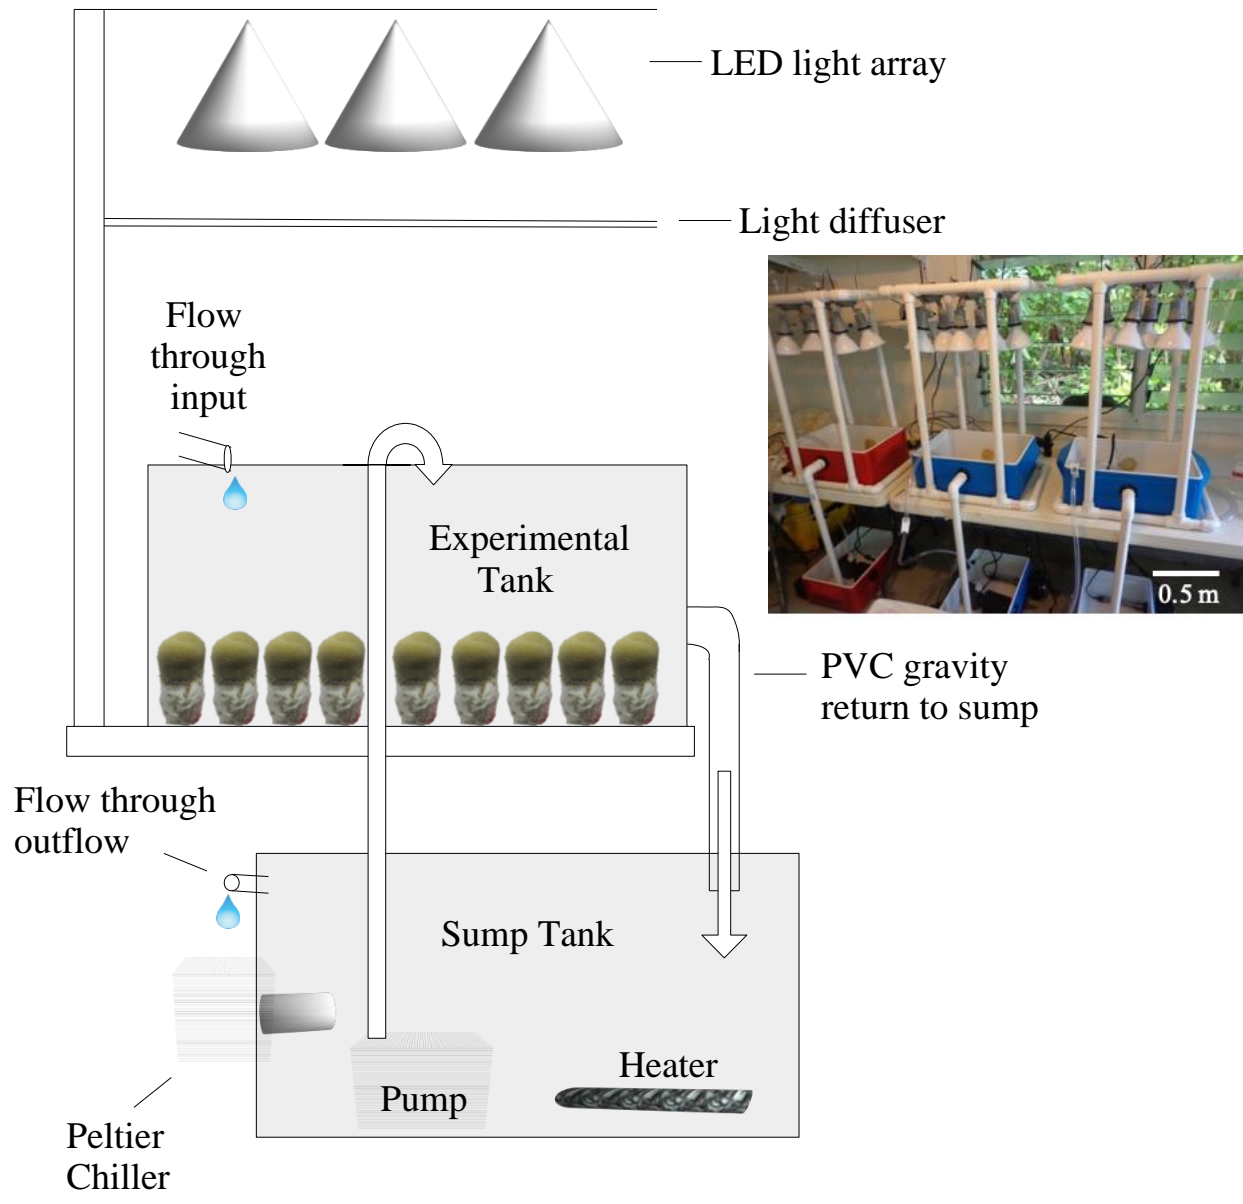 LED light array
Light diffuser
Flow
through
input
Experimental
Tank
0.5 m
PVC gravity
return to sump
Flow through
outflow
Sump Tank
Heater
Pump
Peltier
Chiller